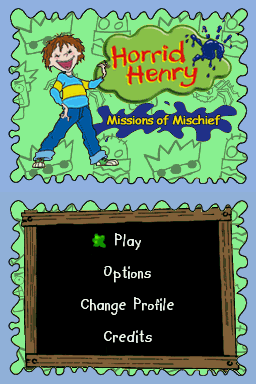 Horrid
Henry
Missions of Mischief
Play
Options
Change Profile
Credits